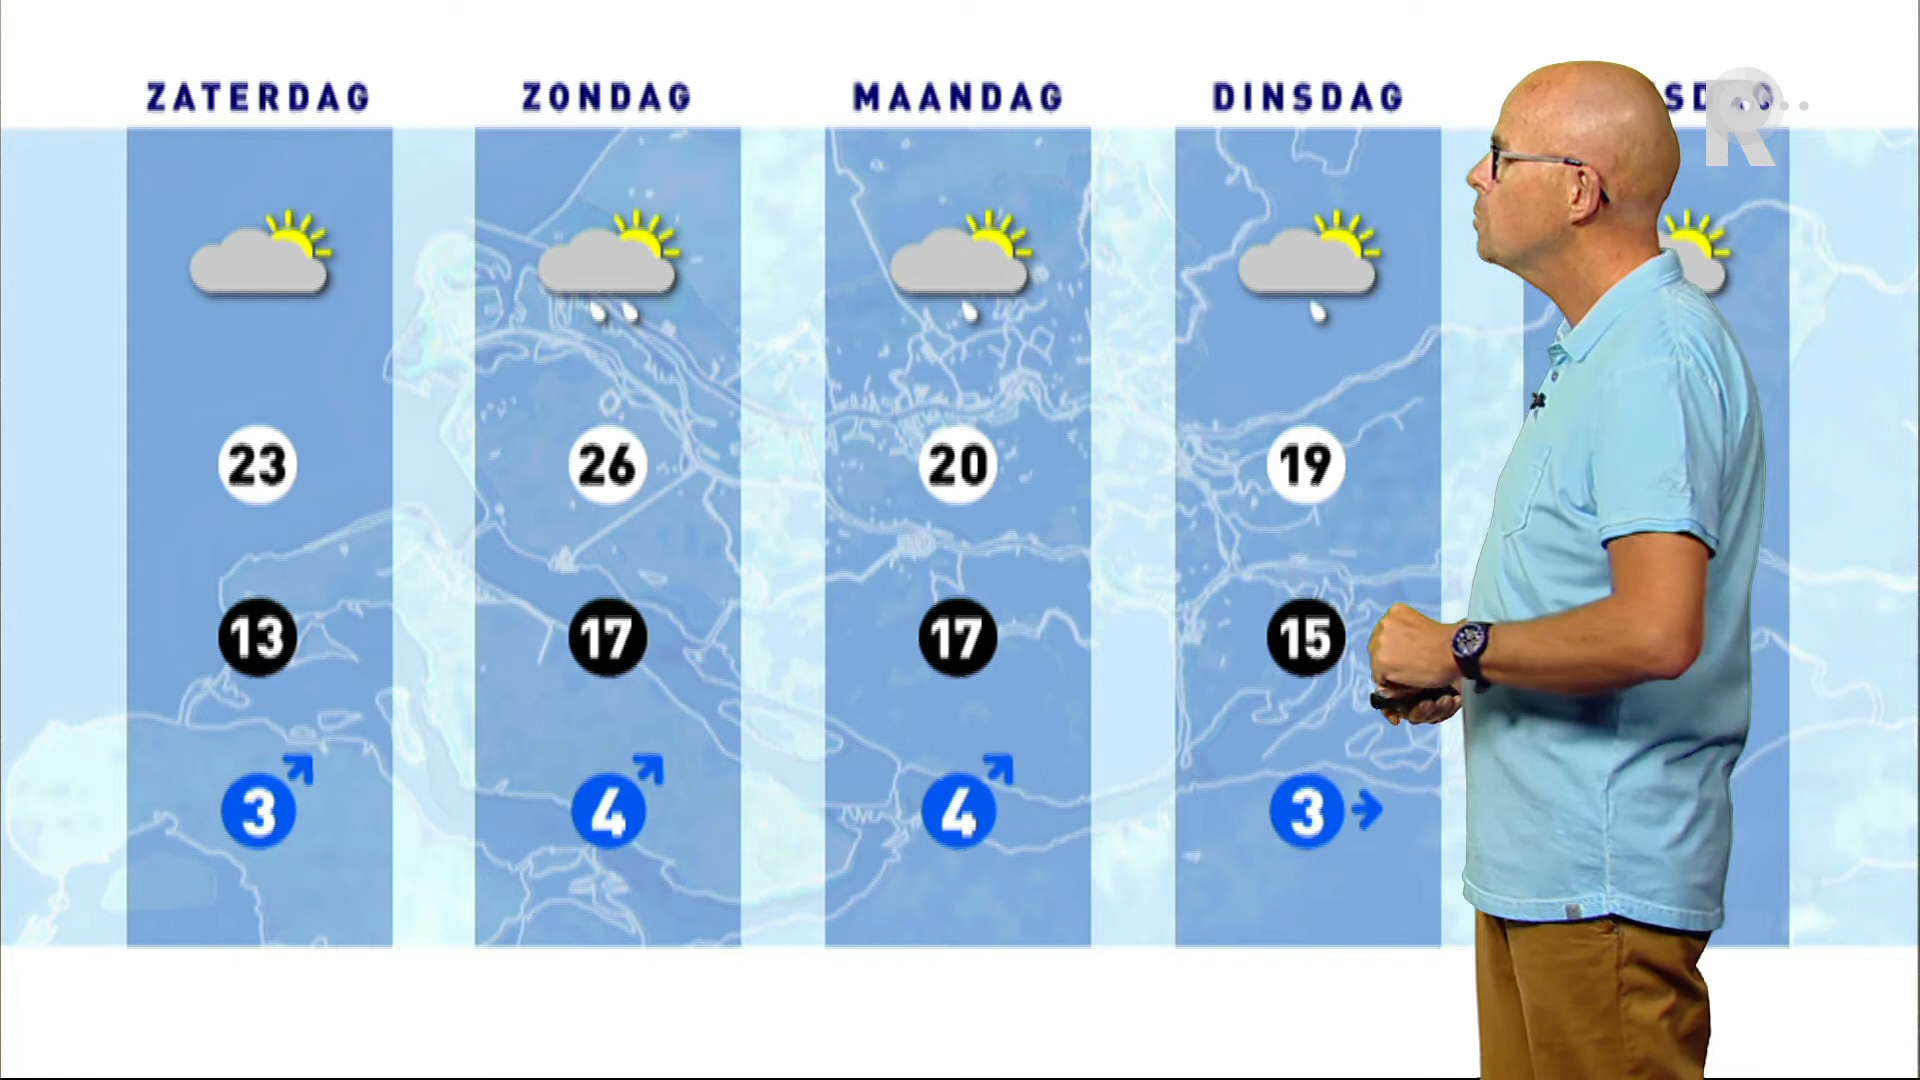 ZATERDAG ZONDAG MAANDAG DINSDAG
23 26 20 19
13 17 17 15
3 4 4 3
R